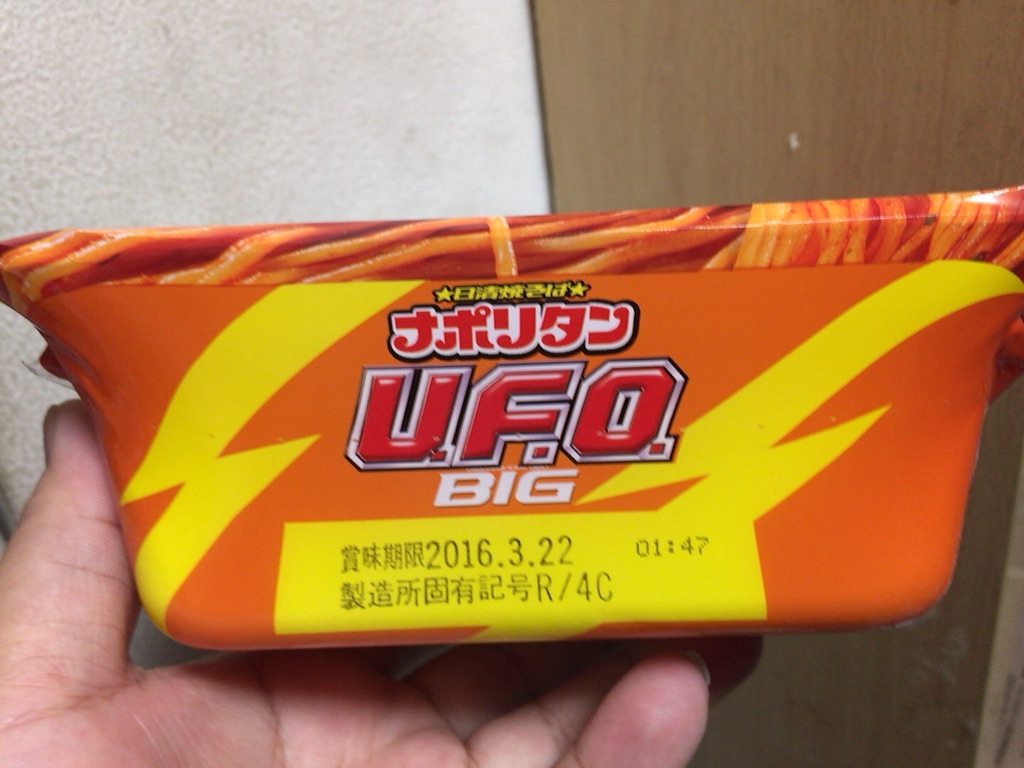 ★日清焼そば★
ナポリタン
U.F.O.
BIG
賞味期限2016.3.22 01:47
製造所固有記号R/4C